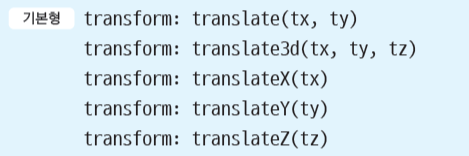 기본형 transform: translate(tx, ty)
transform: translate3d(tx, ty, tz)
transform: translateX(tx)
transform: translateY(ty)
transform: translateZ(tz)